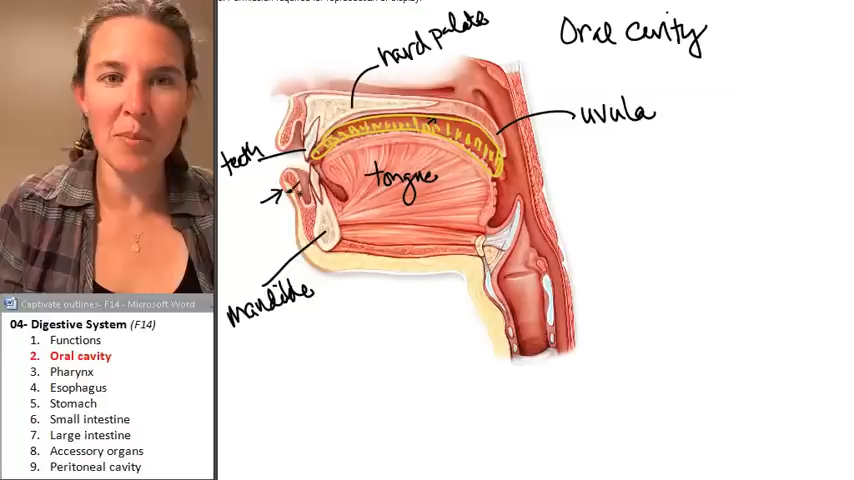 Oral cavity
hard palate
uvula
teeth
tongue
mandible
Captivate outlines- F14 - Microsoft Word
04- Digestive System (F14)
1. Functions
2. Oral cavity
3. Pharynx
4. Esophagus
5. Stomach
6. Small intestine
7. Large intestine
8. Accessory organs
9. Peritoneal cavity